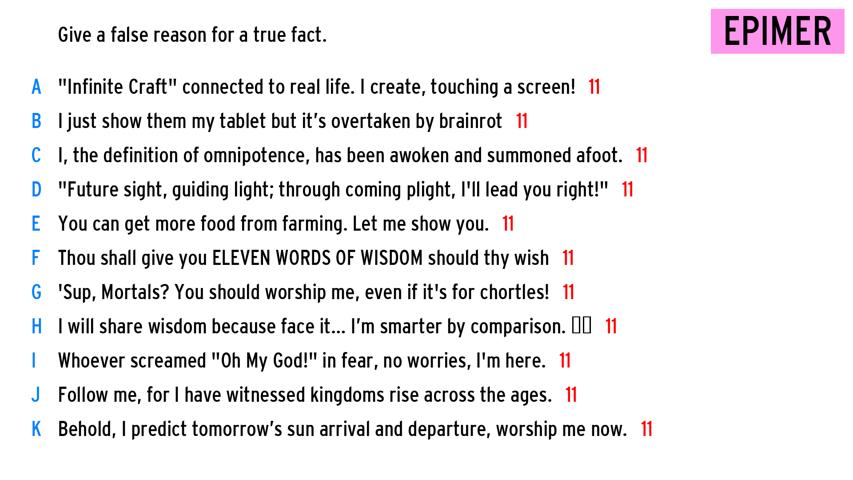 Give a false reason for a true fact.
EPIMER
A "Infinite Craft" connected to real life. I create, touching a screen! 11
B I just show them my tablet but it’s overtaken by brainrot 11
C I, the definition of omnipotence, has been awoken and summoned afoot. 11
D "Future sight, guiding light; through coming plight, I'll lead you right!" 11
E You can get more food from farming. Let me show you. 11
F Thou shall give you ELEVEN WORDS OF WISDOM should thy wish 11
G 'Sup, Mortals? You should worship me, even if it's for chortles! 11
H I will share wisdom because face it... I’m smarter by comparison. 11
I Whoever screamed "Oh My God!" in fear, no worries, I'm here. 11
J Follow me, for I have witnessed kingdoms rise across the ages. 11
K Behold, I predict tomorrow’s sun arrival and departure, worship me now. 11